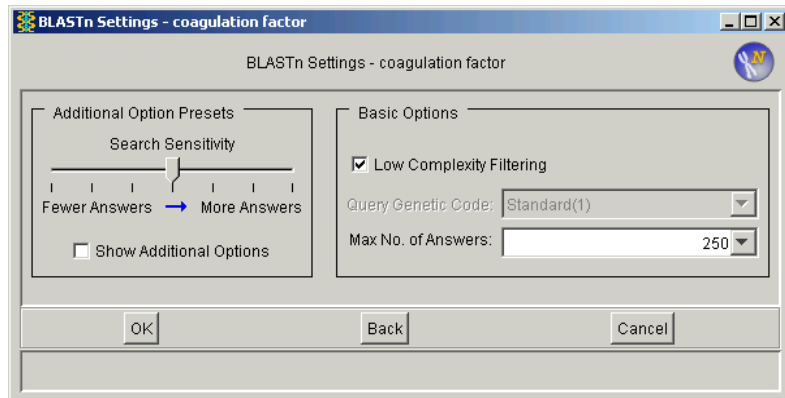 BLASTn Settings - coagulation factor
BLASTn Settings - coagulation factor
N
Additional Option Presets
Search Sensitivity
Fewer Answers → More Answers
Show Additional Options
Basic Options
Low Complexity Filtering
Query Genetic Code: Standard(1)
Max No. of Answers: 250
OK Back Cancel